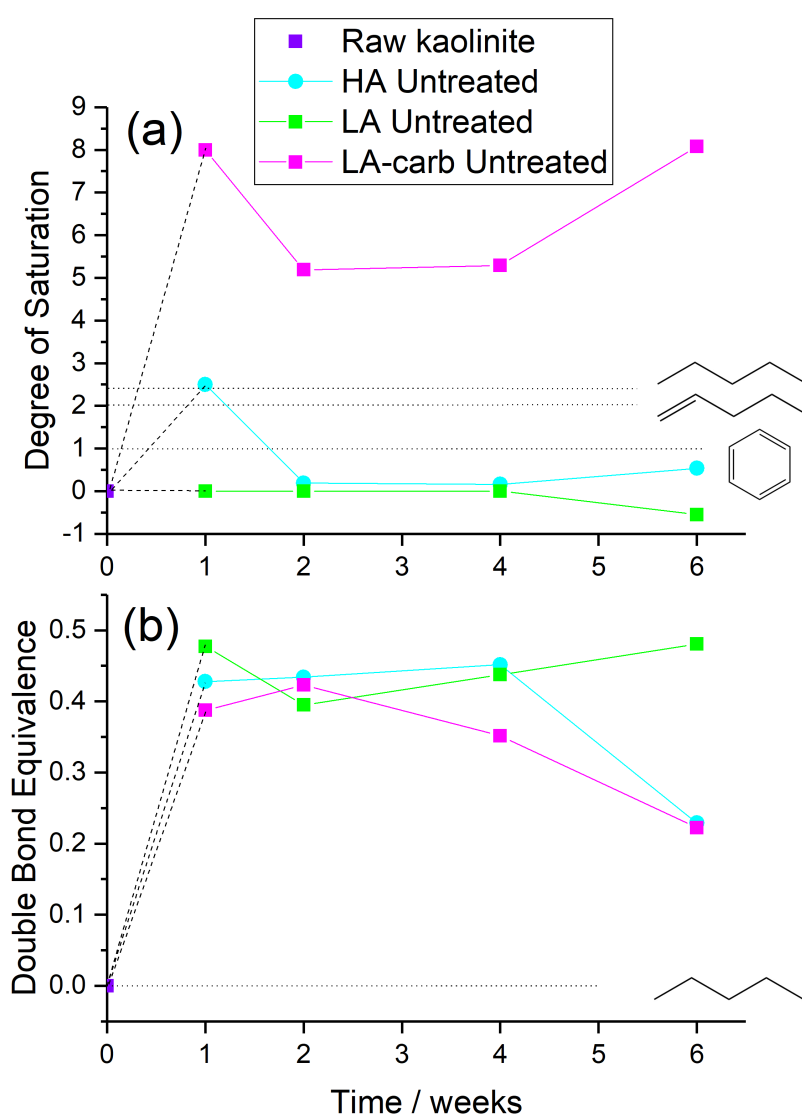 Raw kaolinite
HA Untreated
LA Untreated
LA-carb Untreated
(a)
Degree of Saturation
9
8
7
6
5
4
3
2
1
0
-1
0 1 2 3 4 5 6
(b)
Double Bond Equivalence
0.5
0.4
0.3
0.2
0.1
0.0
0 1 2 3 4 5 6
Time / weeks